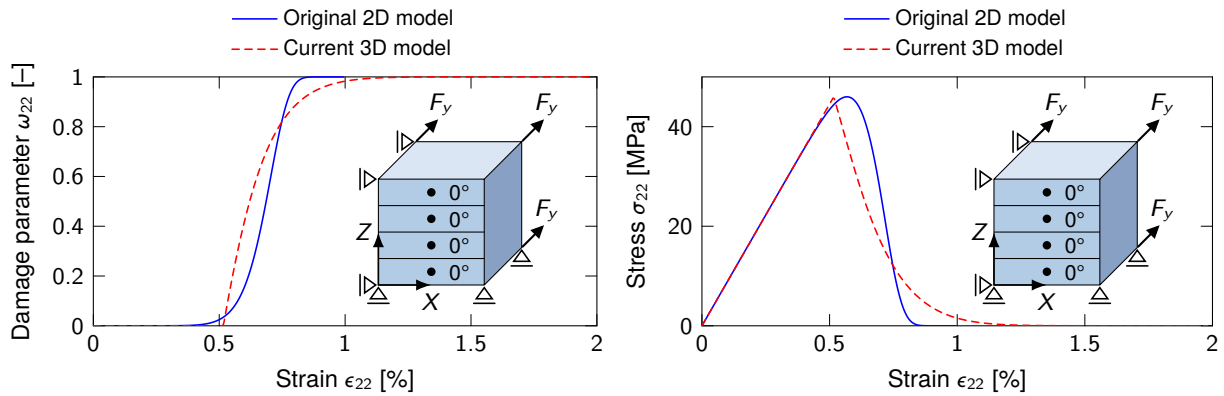 Original 2D model
Current 3D model
Damage parameter ω22 [−]
1
0.8
0.6
0.4
0.2
0
0 0.5 1 1.5 2
Strain ϵ22 [%]
Fy
Fy
Fy
0°
0°
0°
0°
Z
X
Original 2D model
Current 3D model
Stress σ22 [MPa]
40
20
0
0 0.5 1 1.5 2
Strain ϵ22 [%]
Fy
Fy
Fy
0°
0°
0°
0°
Z
X